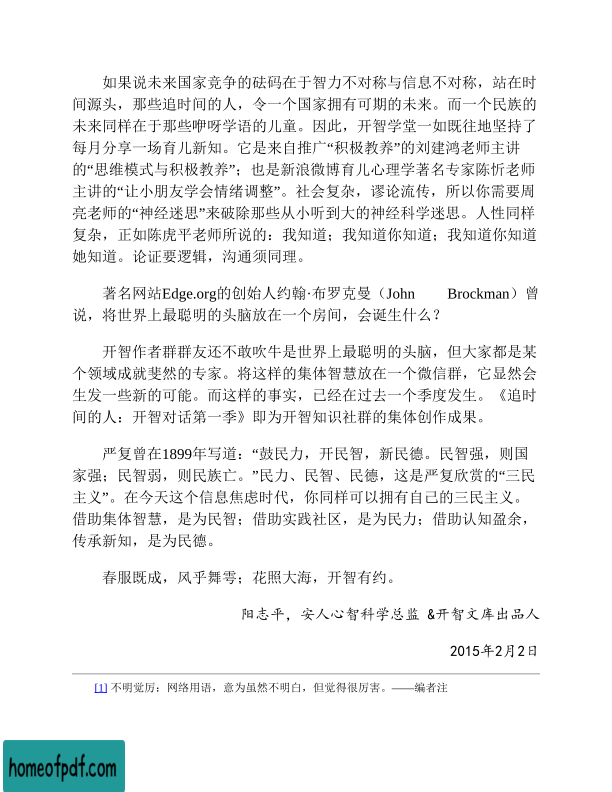 如果说未来国家竞争的砝码在于智力不对称与信息不对称，站在时
间源头，那些追时间的人，令一个国家拥有可期的未来。而一个民族的
未来同样在于那些咿呀学语的儿童。因此，开智学堂一如既往地坚持了
每月分享一场育儿新知。它是来自推广“积极教养”的刘建鸿老师主讲
的“思维模式与积极教养”；也是新浪微博育儿心理学著名专家陈忻老师
主讲的“让小朋友学会情绪调整”。社会复杂，谬论流传，所以你需要周
亮老师的“神经迷思”来破除那些从小听到大的神经科学迷思。人性同样
复杂，正如陈虎平老师所说的：我知道；我知道你知道；我知道你知道
她知道。论证要逻辑，沟通须同理。
著名网站Edge.org的创始人约翰·布罗克曼（John Brockman）曾
说，将世界上最聪明的头脑放在一个房间，会诞生什么？
开智作者群群友还不敢吹牛是世界上最聪明的头脑，但大家都是某
个领域成就斐然的专家。将这样的集体智慧放在一个微信群，它显然会
生发一些新的可能。而这样的事实，已经在过去一个季度发生。《追时
间的人：开智对话第一季》即为开智知识社群的集体创作成果。
严复曾在1899年写道：“鼓民力，开民智，新民德。民智强，则国
家强；民智弱，则民族亡。”民力、民智、民德，这是严复欣赏的“三民
主义”。在今天这个信息焦虑时代，你同样可以拥有自己的三民主义。
借助集体智慧，是为民智；借助实践社区，是为民力；借助认知盈余，
传承新知，是为民德。
春服既成，风乎舞雩；花照大海，开智有约。
阳志平，安人心智科学总监 &开智文库出品人
2015年2月2日
[1] 不明觉厉：网络用语，意为虽然不明白，但觉得很厉害。——编者注
homeofpdf.com